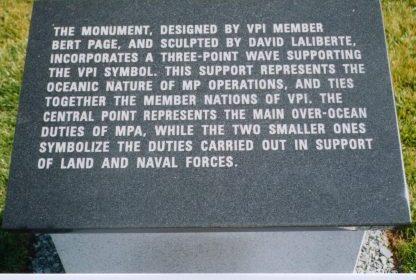 THE MONUMENT, DESIGNED BY VPI MEMBER
BERT PAGE, AND SCULPTED BY DAVID LALIBERTE,
INCORPORATES A THREE-POINT WAVE SUPPORTING
THE VPI SYMBOL. THIS SUPPORT REPRESENTS THE
OCEANIC NATURE OF MP OPERATIONS, AND TIES
TOGETHER THE MEMBER NATIONS OF VPI. THE
CENTRAL POINT REPRESENTS THE MAIN OVER-OCEAN
DUTIES OF MPA, WHILE THE TWO SMALLER ONES
SYMBOLIZE THE DUTIES CARRIED OUT IN SUPPORT
OF LAND AND NAVAL FORCES.